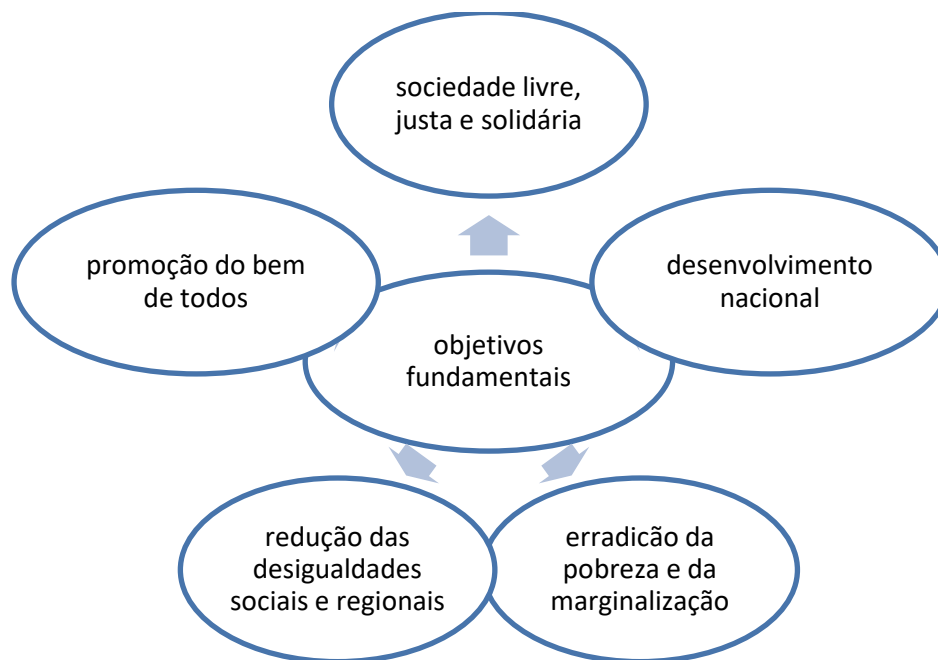 sociedade livre,
justa e solidária
promoção do bem
de todos
desenvolvimento
nacional
objetivos
fundamentais
redução das
desigualdades
sociais e regionais
erradicão da
pobreza e da
marginalização